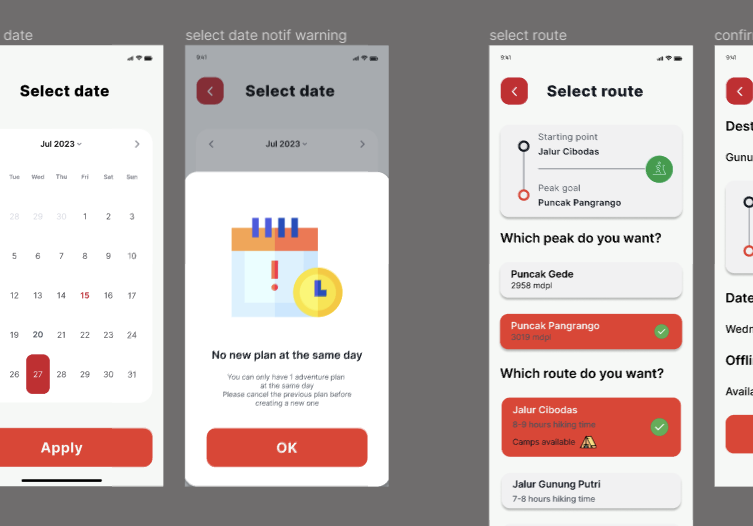 date
Select date
Jul 2023
Tue Wed Thu Fri Sat Sun
28 29 30 1 2 3
5 6 7 8 9 10
12 13 14 15 16 17
19 20 21 22 23 24
26 27 28 29 30 31
Apply
select date notif warning
9:41
Select date
Jul 2023
No new plan at the same day
You can only have 1 adventure plan
at the same day
Please cancel the previous plan before
creating a new one
OK
select route
9:41
Select route
Starting point
Jalur Cibodas
Peak goal
Puncak Pangrango
Which peak do you want?
Puncak Gede
2958 mdpl
Puncak Pangrango
3019 mdpl
Which route do you want?
Jalur Cibodas
8-9 hours hiking time
Camps available
Jalur Gunung Putri
7-8 hours hiking time
confir
9:41
Dest
Gunu
Date
Wedn
Offli
Availa